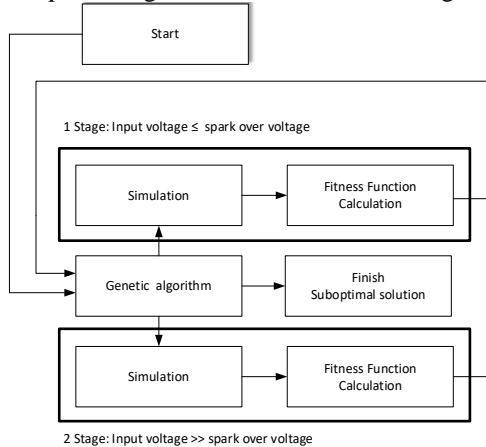 Start
1 Stage: Input voltage ≤ spark over voltage
Simulation
Fitness Function
Calculation
Genetic algorithm
Finish
Suboptimal solution
Simulation
Fitness Function
Calculation
2 Stage: Input voltage >> spark over voltage